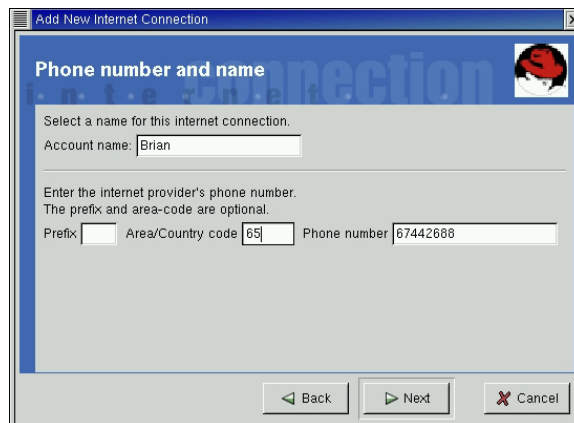 Add New Internet Connection
Phone number and name
connection
internet
Select a name for this internet connection.
Account name: Brian
Enter the internet provider's phone number.
The prefix and area-code are optional.
Prefix Area/Country code 65 Phone number 67442688
Back Next Cancel